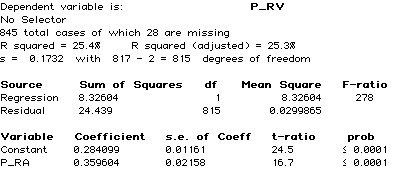 Dependent variable is: P_RV
No Selector
845 total cases of which 28 are missing
R squared = 25.4% R squared (adjusted) = 25.3%
s = 0.1732 with 817 - 2 = 815 degrees of freedom
Source Sum of Squares df Mean Square F-ratio
Regression 8.32604 1 8.32604 278
Residual 24.439 815 0.0299865
Variable Coefficient s.e. of Coeff t-ratio prob
Constant 0.284099 0.01161 24.5 ≤ 0.0001
P_RA 0.359604 0.02158 16.7 ≤ 0.0001